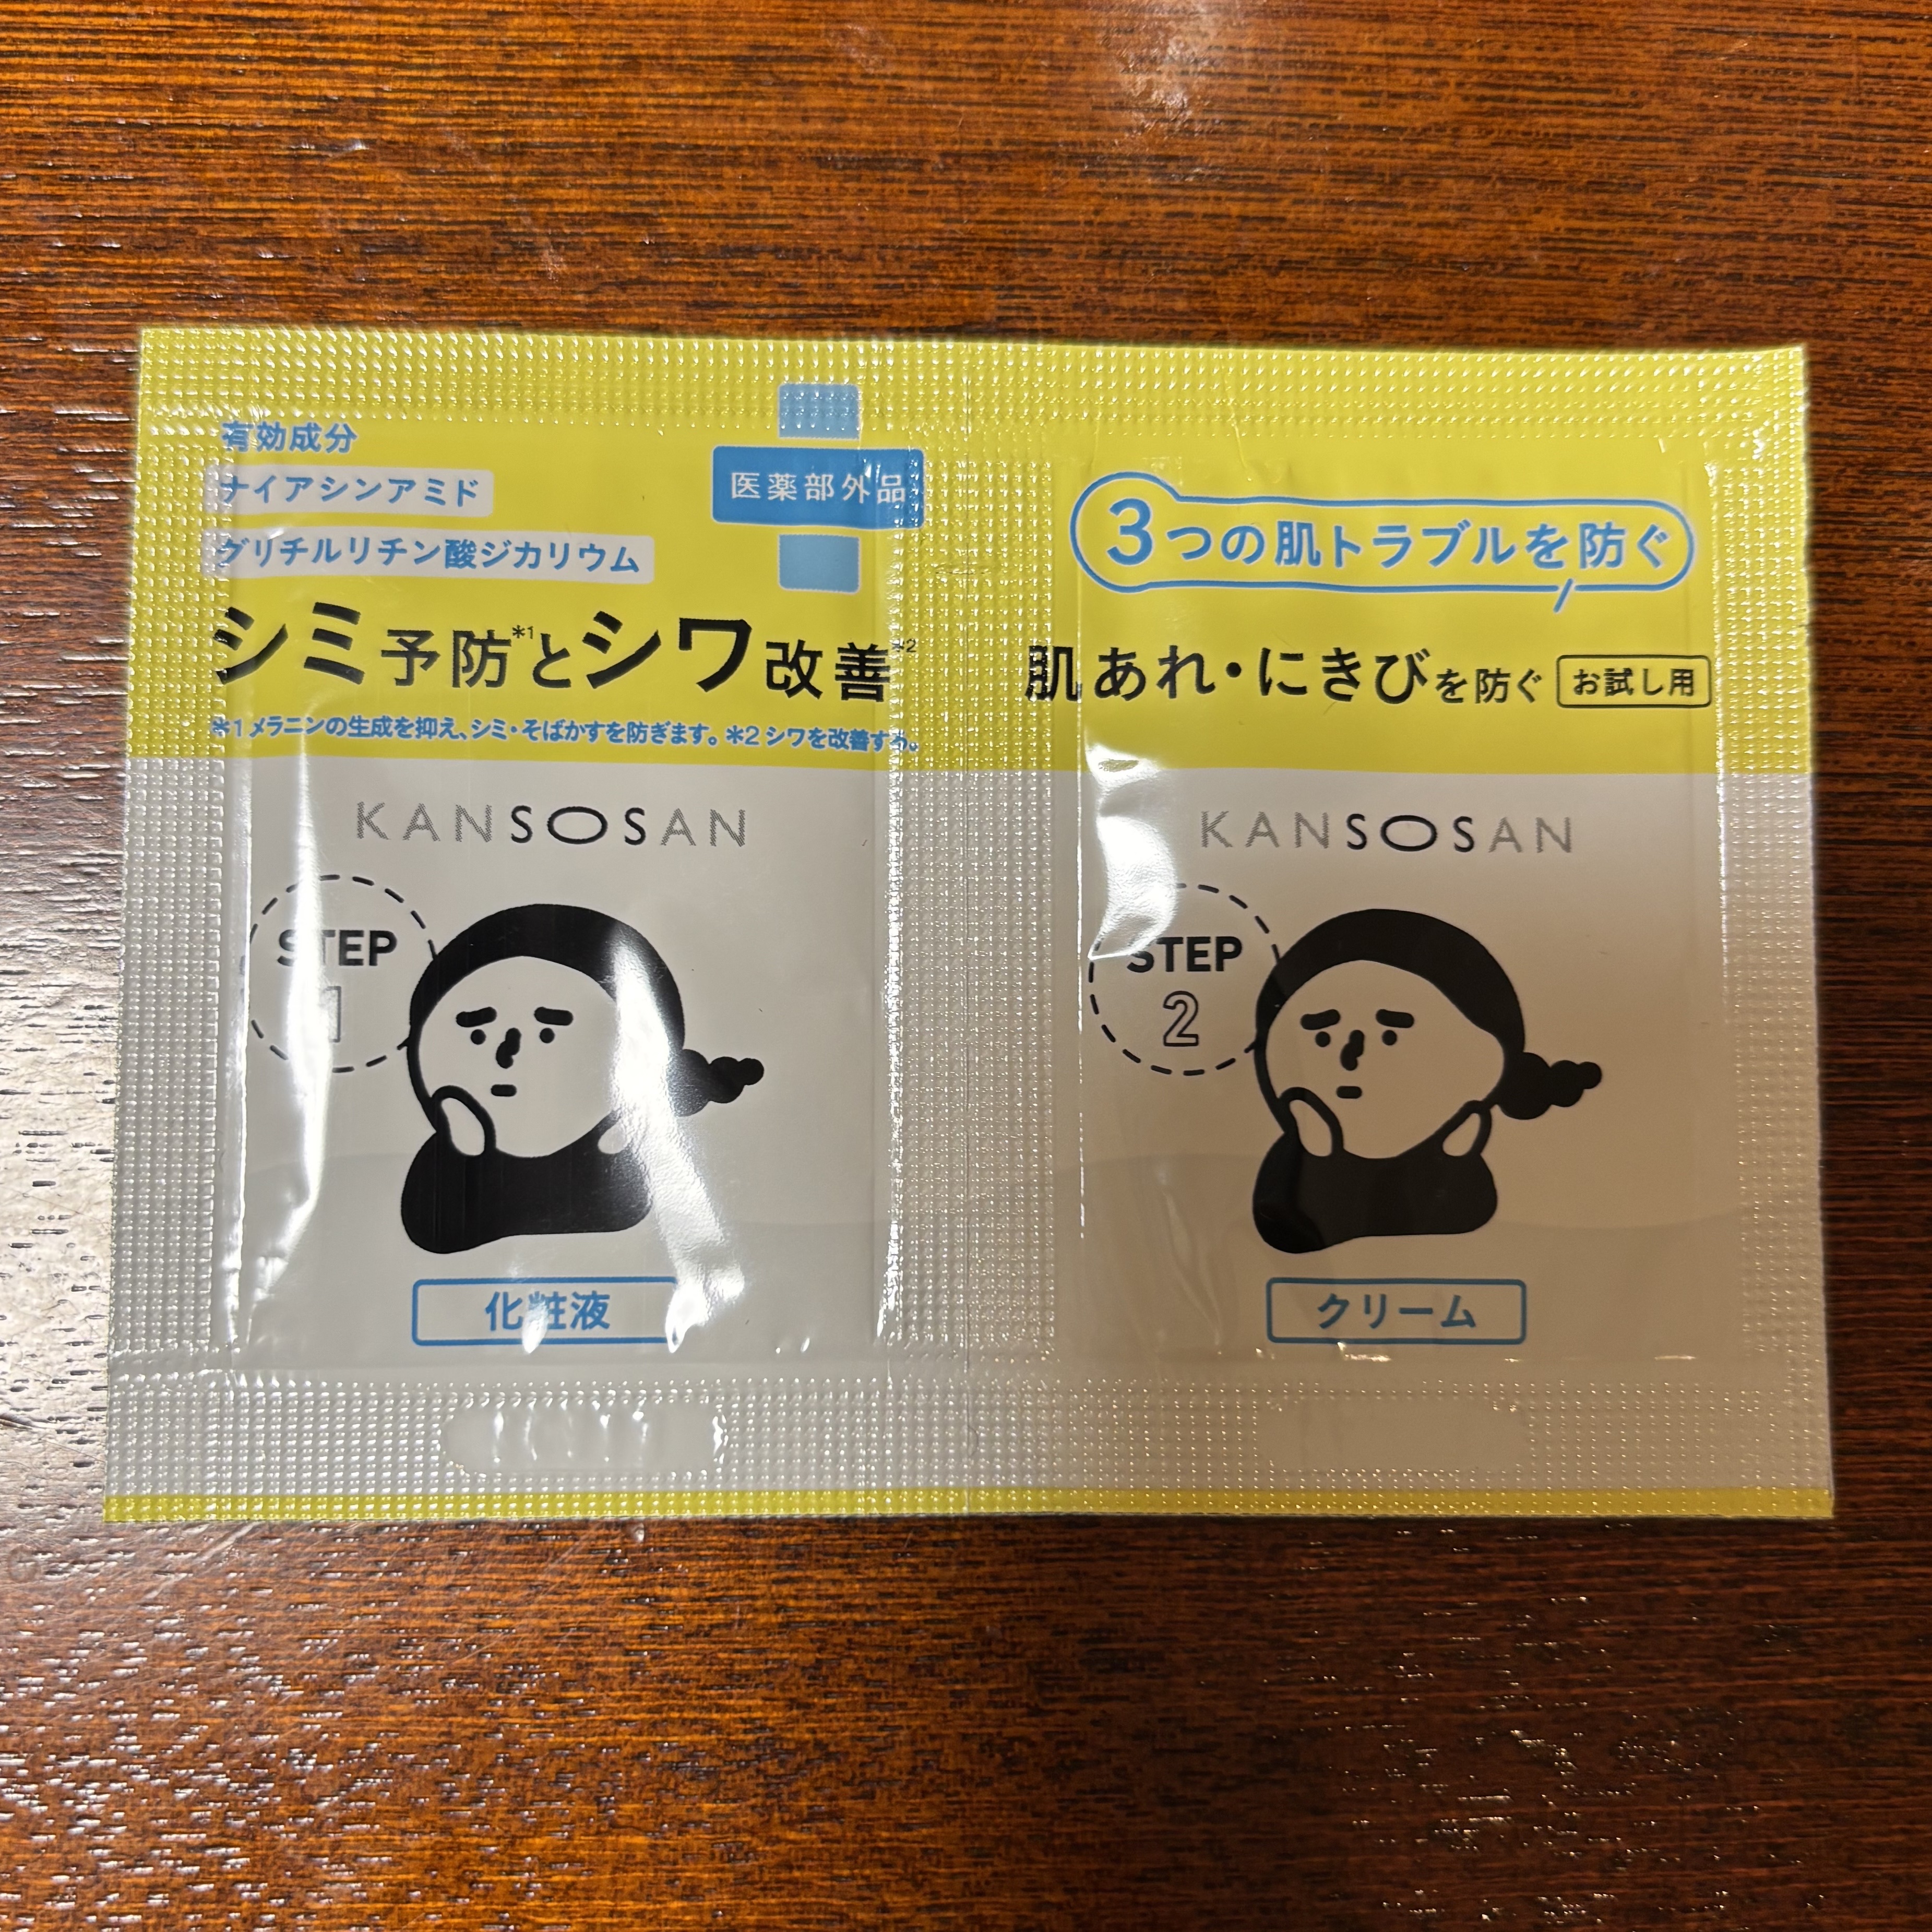 有効成分
ナイアシンアミド
グリチルリチン酸ジカリウム
医薬部外品
シミ予防*1とシワ改善*2
*1 メラニンの生成を抑え、シミ・そばかすを防ぎます。*2 シワを改善する。
KANSOSAN
STEP
1
化粧液
3つの肌トラブルを防ぐ
肌あれ・にきびを防ぐ お試し用
KANSOSAN
STEP
2
クリーム